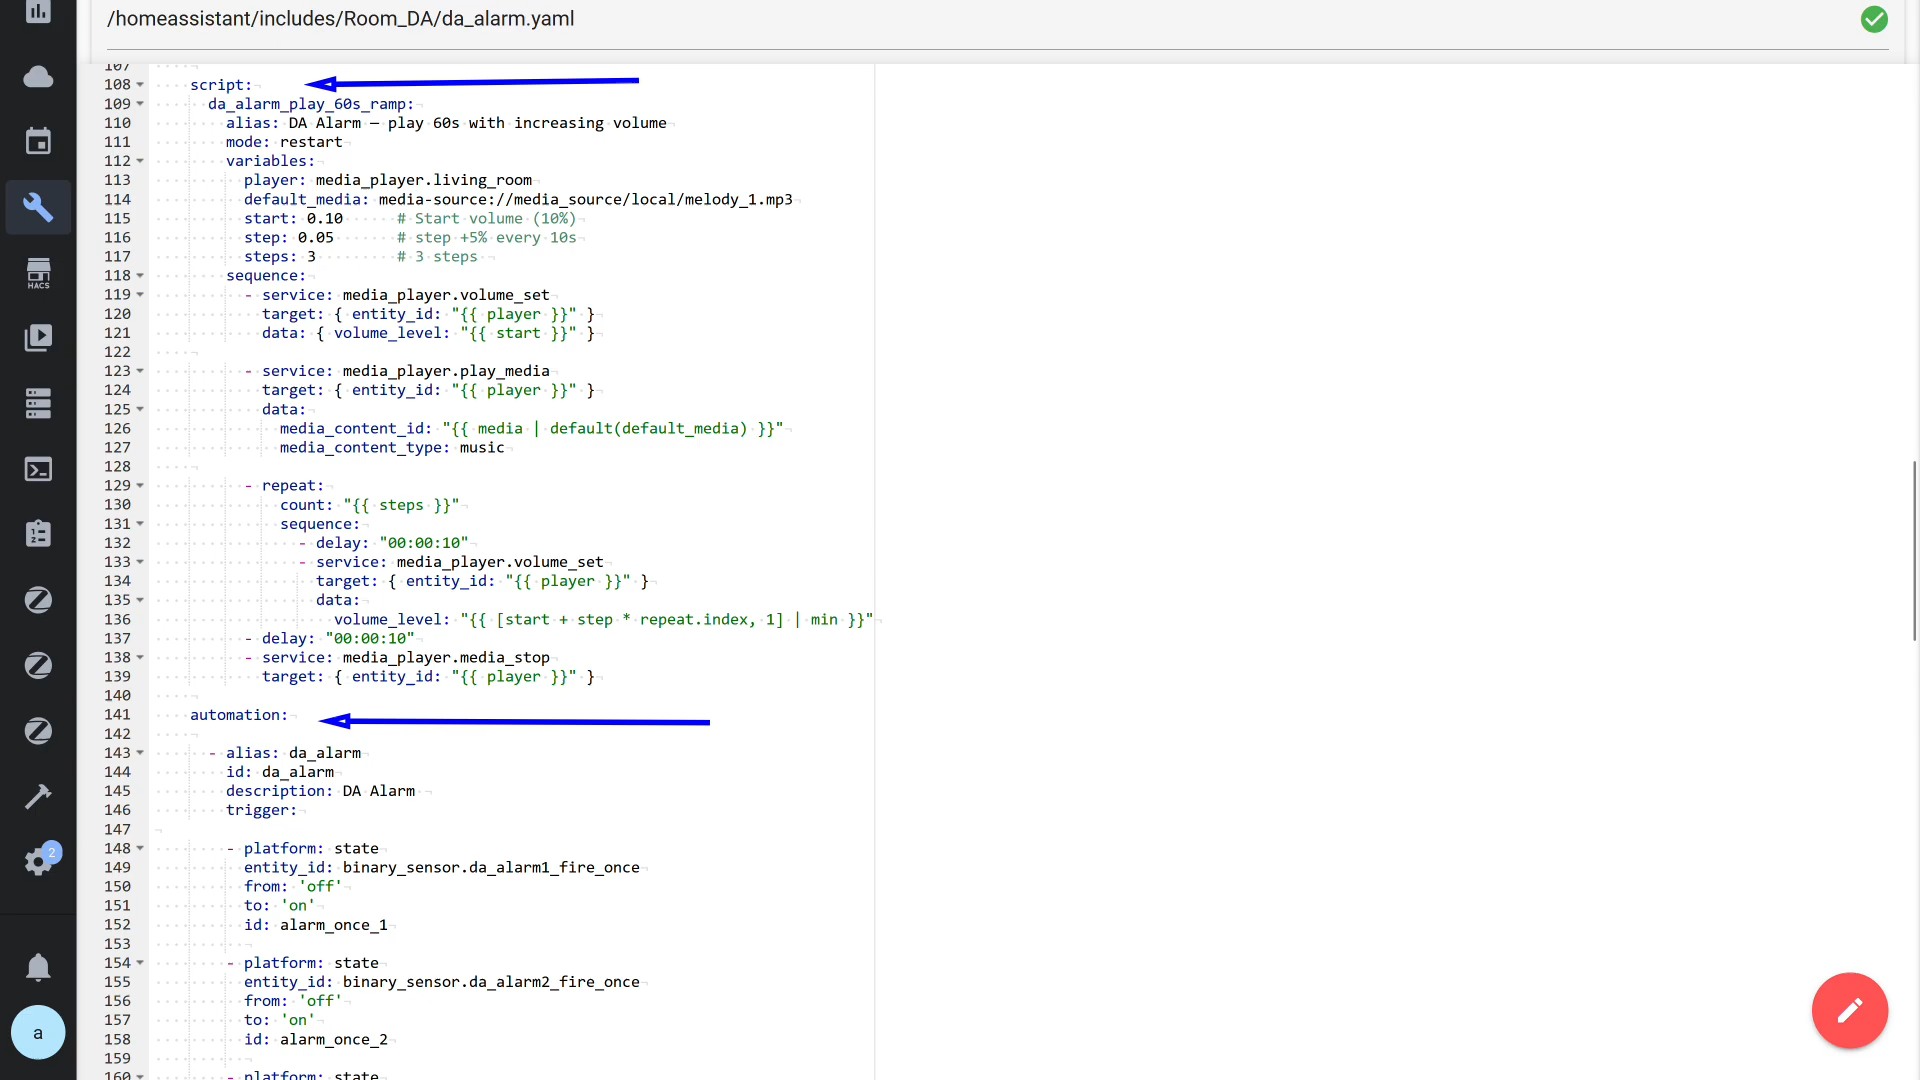 /homeassistant/includes/Room_DA/da_alarm.yaml
107
108 script:
109 da_alarm_play_60s_ramp:
110 alias: DA Alarm – play 60s with increasing volume
111 mode: restart
112 variables:
113 player: media_player.living_room
114 default_media: media-source://media_source/local/melody_1.mp3
115 start: 0.10 # Start volume (10%)
116 step: 0.05 # step +5% every 10s
117 steps: 3 # 3 steps
118 sequence:
119 - service: media_player.volume_set
120 target: { entity_id: "{{ player }}" }
121 data: { volume_level: "{{ start }}" }
122
123 - service: media_player.play_media
124 target: { entity_id: "{{ player }}" }
125 data:
126 media_content_id: "{{ media | default(default_media) }}"
127 media_content_type: music
128
129 - repeat:
130 count: "{{ steps }}"
131 sequence:
132 - delay: "00:00:10"
133 - service: media_player.volume_set
134 target: { entity_id: "{{ player }}" }
135 data:
136 volume_level: "{{ [start + step * repeat.index, 1] | min }}"
137 - delay: "00:00:10"
138 - service: media_player.media_stop
139 target: { entity_id: "{{ player }}" }
140
141 automation:
142
143 - alias: da_alarm
144 id: da_alarm
145 description: DA Alarm
146 trigger:
147
148 - platform: state
149 entity_id: binary_sensor.da_alarm1_fire_once
150 from: 'off'
151 to: 'on'
152 id: alarm_once_1
153
154 - platform: state
155 entity_id: binary_sensor.da_alarm2_fire_once
156 from: 'off'
157 to: 'on'
158 id: alarm_once_2
159
160 - platform: state
HACS
2
a